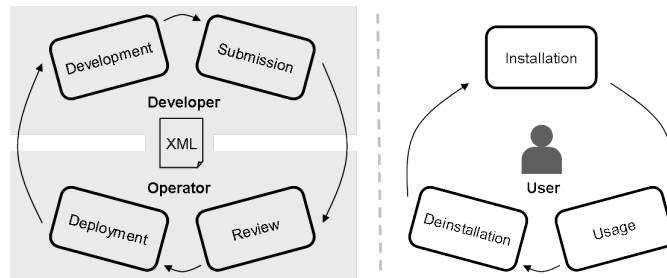 Development
Submission
Developer
XML
Operator
Deployment
Review
Installation
User
Deinstallation
Usage